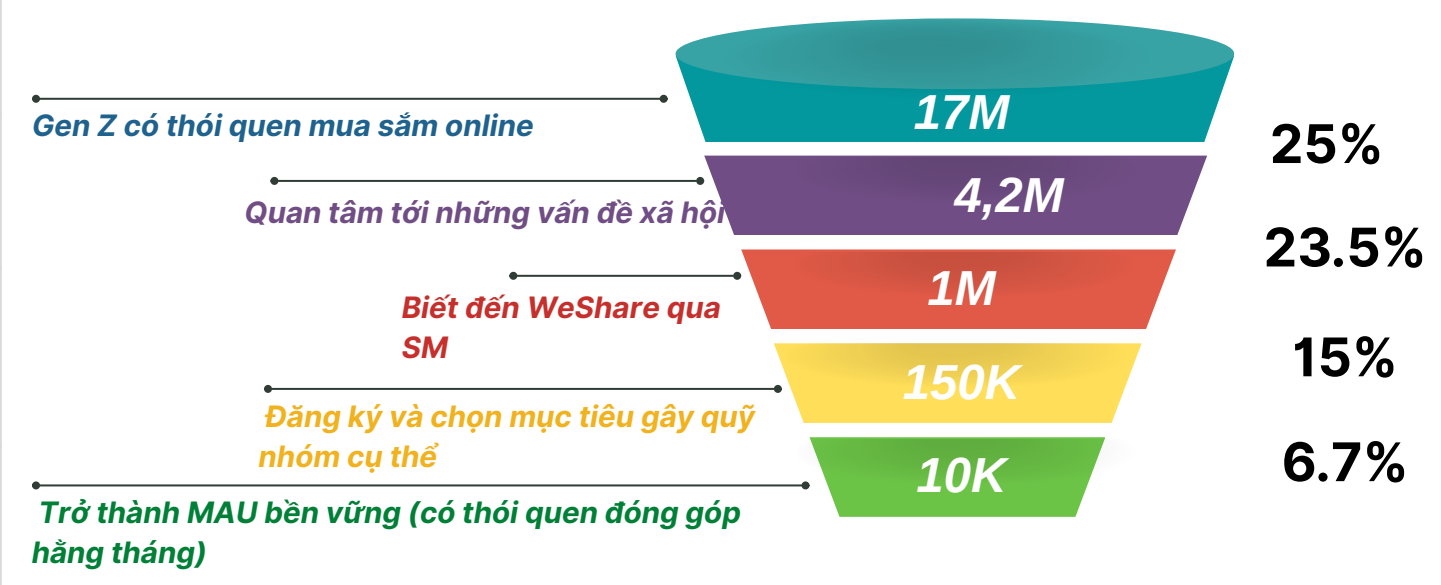 17M
Gen Z có thói quen mua sắm online
25%
4,2M
Quan tâm tới những vấn đề xã hội
23.5%
1M
Biết đến WeShare qua
SM
15%
150K
Đăng ký và chọn mục tiêu gây quỹ
nhóm cụ thể
6.7%
10K
Trở thành MAU bền vững (có thói quen đóng góp
hằng tháng)